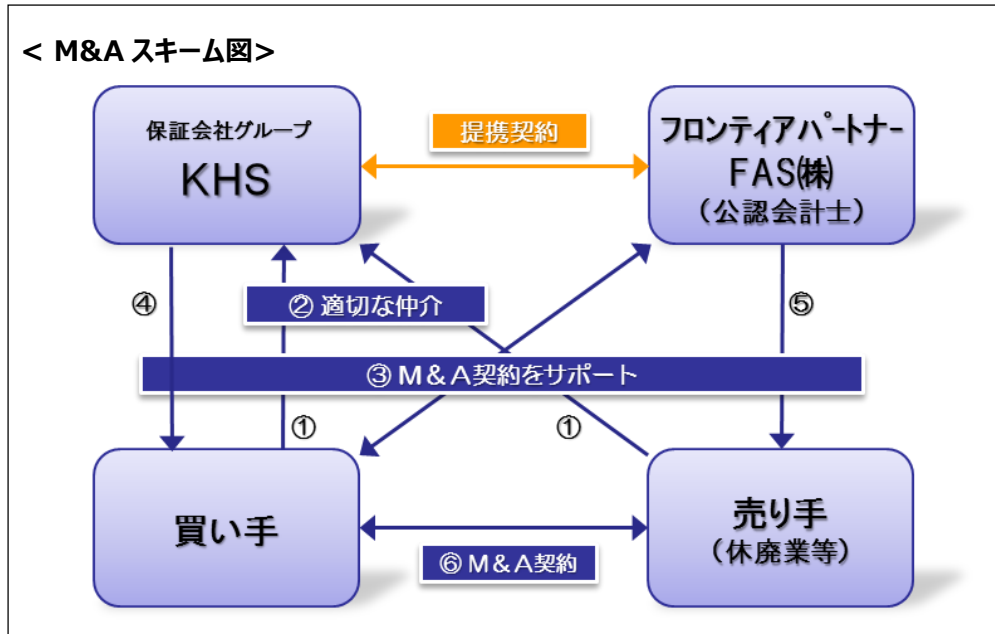 < M&A スキーム図>
保証会社グループ
KHS
提携契約
フロンティアパートナー
FAS㈱
（公認会計士）
④
② 適切な仲介
⑤
③ M＆A契約をサポート
①
①
買い手
売り手
（休廃業等）
⑥ M＆A契約